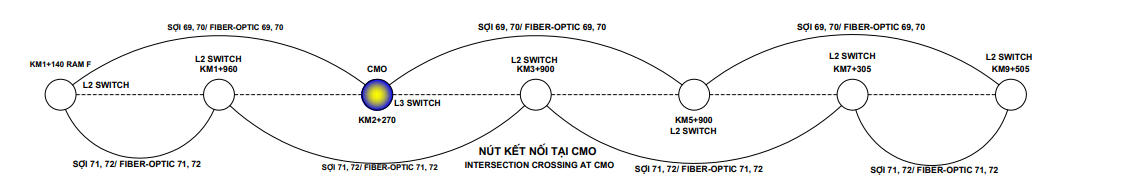 SỢI 69, 70/ FIBER-OPTIC 69, 70
SỢI 69, 70/ FIBER-OPTIC 69, 70
SỢI 69, 70/ FIBER-OPTIC 69, 70
KM1+140 RAM F
L2 SWITCH
L2 SWITCH
KM1+960
CMO
L3 SWITCH
KM2+270
L2 SWITCH
KM3+900
KM5+900
L2 SWITCH
L2 SWITCH
KM7+305
L2 SWITCH
KM9+505
SỢI 71, 72/ FIBER-OPTIC 71, 72
SỢI 71, 72/ FIBER-OPTIC 71, 72
NÚT KẾT NỐI TẠI CMO
INTERSECTION CROSSING AT CMO
SỢI 71, 72/ FIBER-OPTIC 71, 72
SỢI 71, 72/ FIBER-OPTIC 71, 72